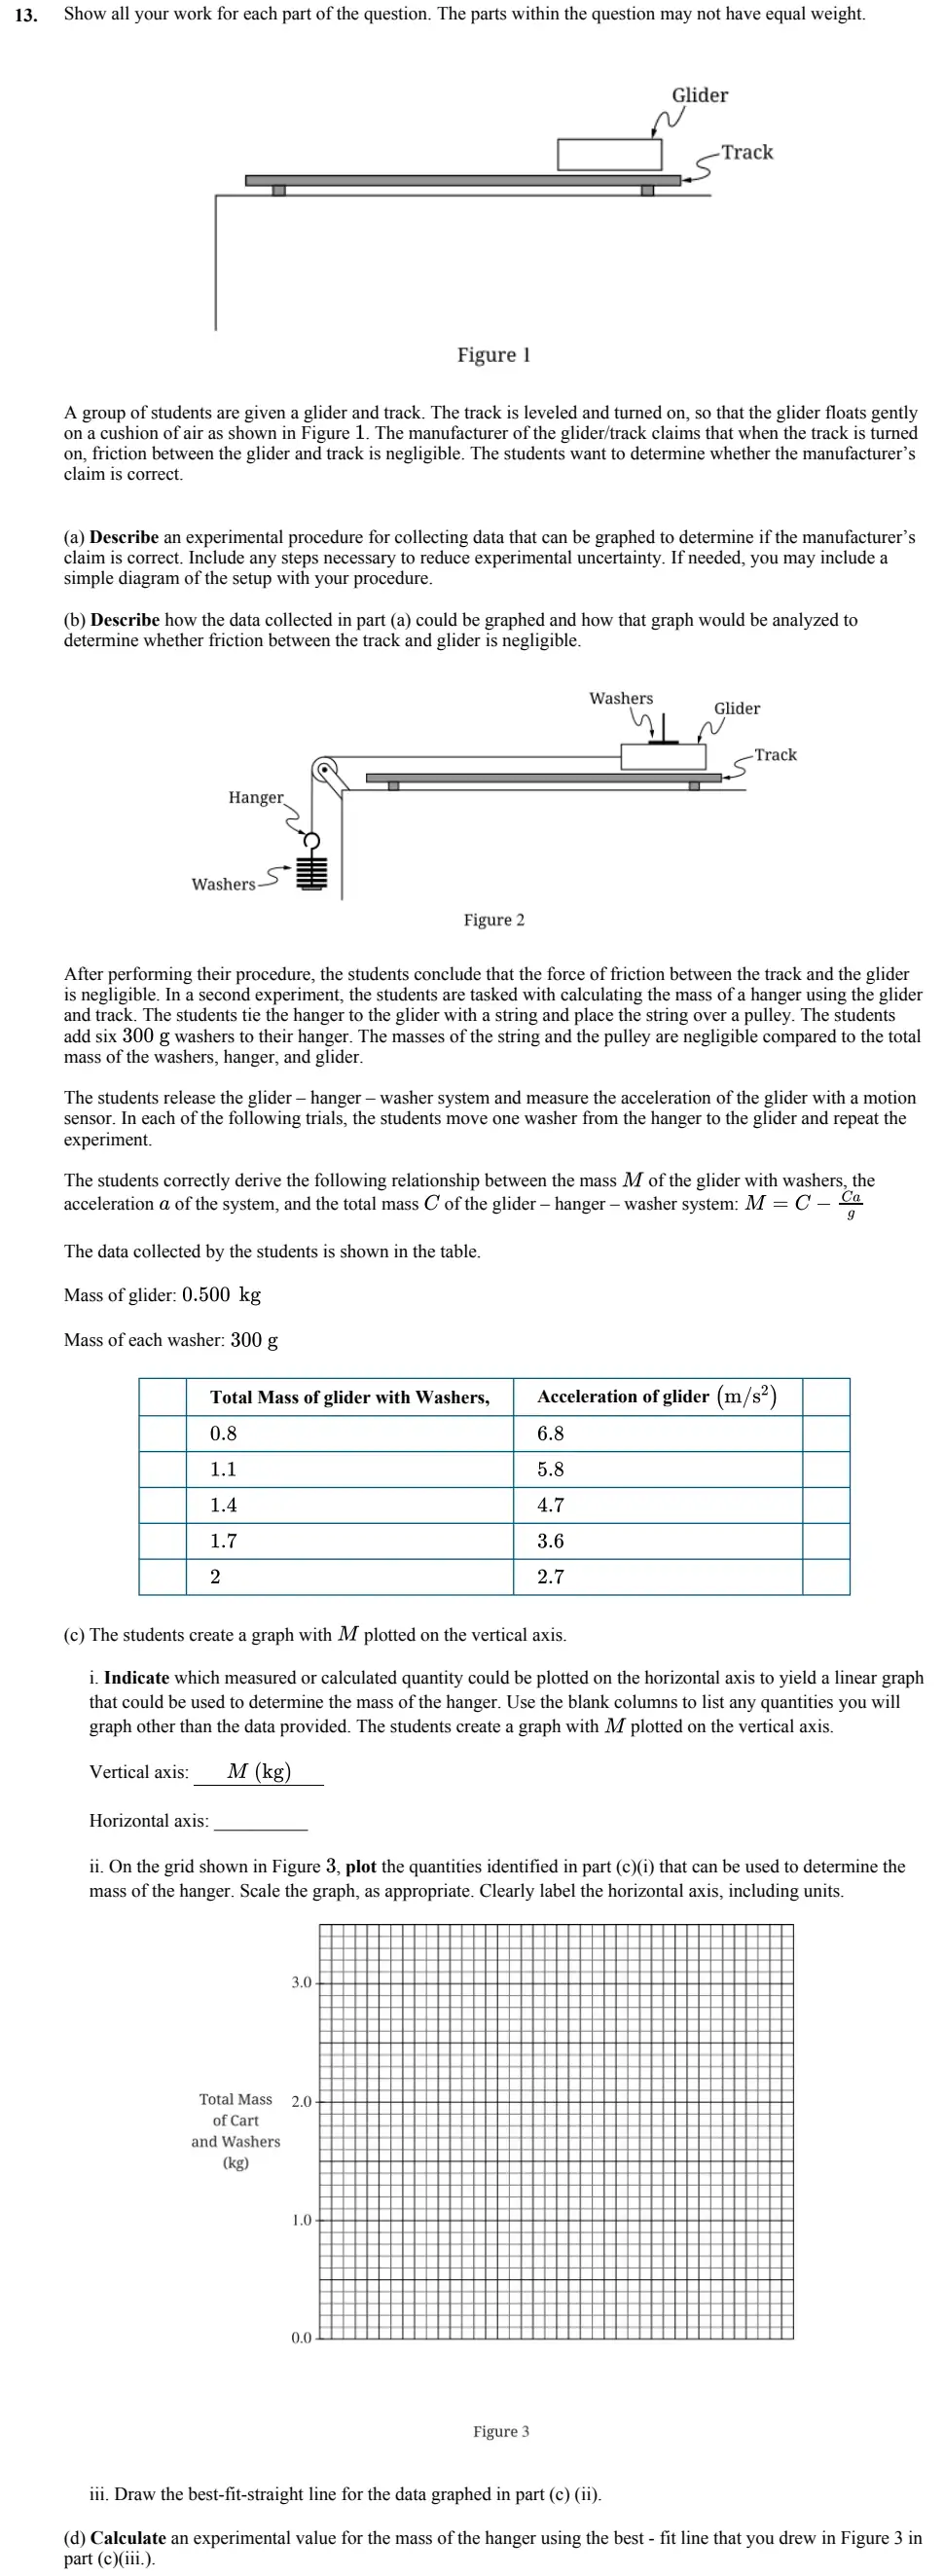 13. Show all your work for each part of the question. The parts within the question may not have equal weight.
Glider
Track
Figure 1
A group of students are given a glider and track. The track is leveled and turned on, so that the glider floats gently
on a cushion of air as shown in Figure 1. The manufacturer of the glider/track claims that when the track is turned
on, friction between the glider and track is negligible. The students want to determine whether the manufacturer’s
claim is correct.
(a) Describe an experimental procedure for collecting data that can be graphed to determine if the manufacturer’s
claim is correct. Include any steps necessary to reduce experimental uncertainty. If needed, you may include a
simple diagram of the setup with your procedure.
(b) Describe how the data collected in part (a) could be graphed and how that graph would be analyzed to
determine whether friction between the track and glider is negligible.
Washers
Glider
Track
Hanger
Washers
Figure 2
After performing their procedure, the students conclude that the force of friction between the track and the glider
is negligible. In a second experiment, the students are tasked with calculating the mass of a hanger using the glider
and track. The students tie the hanger to the glider with a string and place the string over a pulley. The students
add six 300 g washers to their hanger. The masses of the string and the pulley are negligible compared to the total
mass of the washers, hanger, and glider.
The students release the glider – hanger – washer system and measure the acceleration of the glider with a motion
sensor. In each of the following trials, the students move one washer from the hanger to the glider and repeat the
experiment.
The students correctly derive the following relationship between the mass M of the glider with washers, the
acceleration a of the system, and the total mass C of the glider – hanger – washer system: M = C − Ca/g
The data collected by the students is shown in the table.
Mass of glider: 0.500 kg
Mass of each washer: 300 g
Total Mass of glider with Washers, Acceleration of glider (m/s²)
0.8 6.8
1.1 5.8
1.4 4.7
1.7 3.6
2 2.7
(c) The students create a graph with M plotted on the vertical axis.
i. Indicate which measured or calculated quantity could be plotted on the horizontal axis to yield a linear graph
that could be used to determine the mass of the hanger. Use the blank columns to list any quantities you will
graph other than the data provided. The students create a graph with M plotted on the vertical axis.
Vertical axis: M (kg)
Horizontal axis:
ii. On the grid shown in Figure 3, plot the quantities identified in part (c)(i) that can be used to determine the
mass of the hanger. Scale the graph, as appropriate. Clearly label the horizontal axis, including units.
3.0
Total Mass
of Cart
and Washers
(kg)
2.0
1.0
0.0
Figure 3
iii. Draw the best-fit-straight line for the data graphed in part (c) (ii).
(d) Calculate an experimental value for the mass of the hanger using the best - fit line that you drew in Figure 3 in
part (c)(iii.).